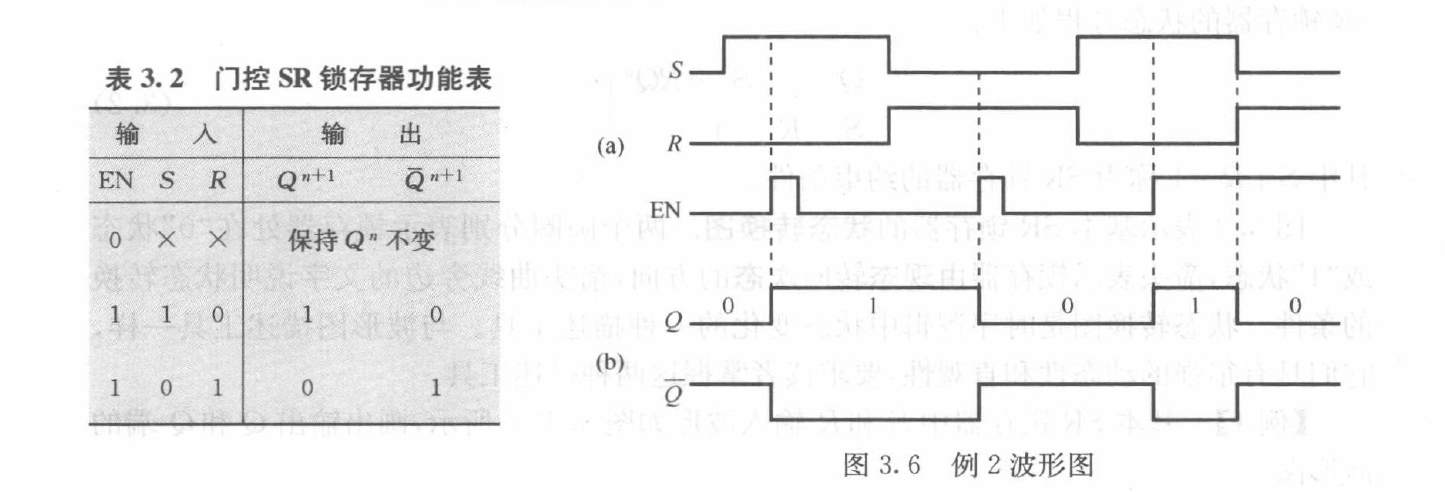 表 3.2 门控 SR 锁存器功能表
输 入 输 出
EN S R Qⁿ⁺¹ Q̅ⁿ⁺¹
0 × × 保持 Qⁿ 不变
1 1 0 1 0
1 0 1 0 1
S
(a) R
EN
0 1 0 1 0
Q
(b)
Q̅
图 3.6 例 2 波形图